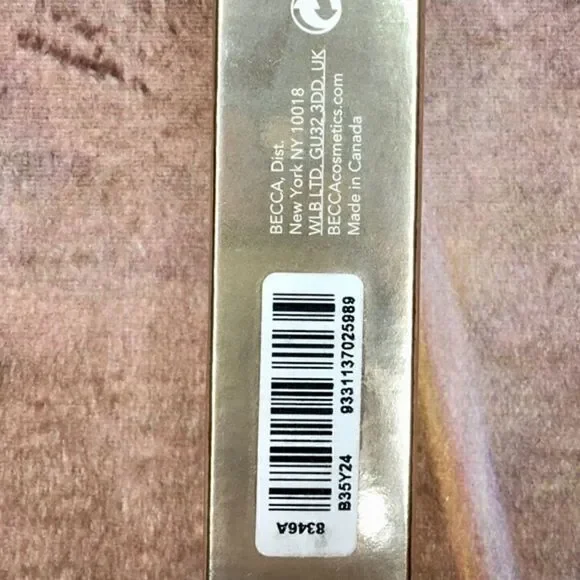 BECCA, Dist.
New York NY 10018
WLB LTD, GU32 3DD, UK
BECCAcosmetics.com
Made in Canada
B35Y24 9331137025989
8346A